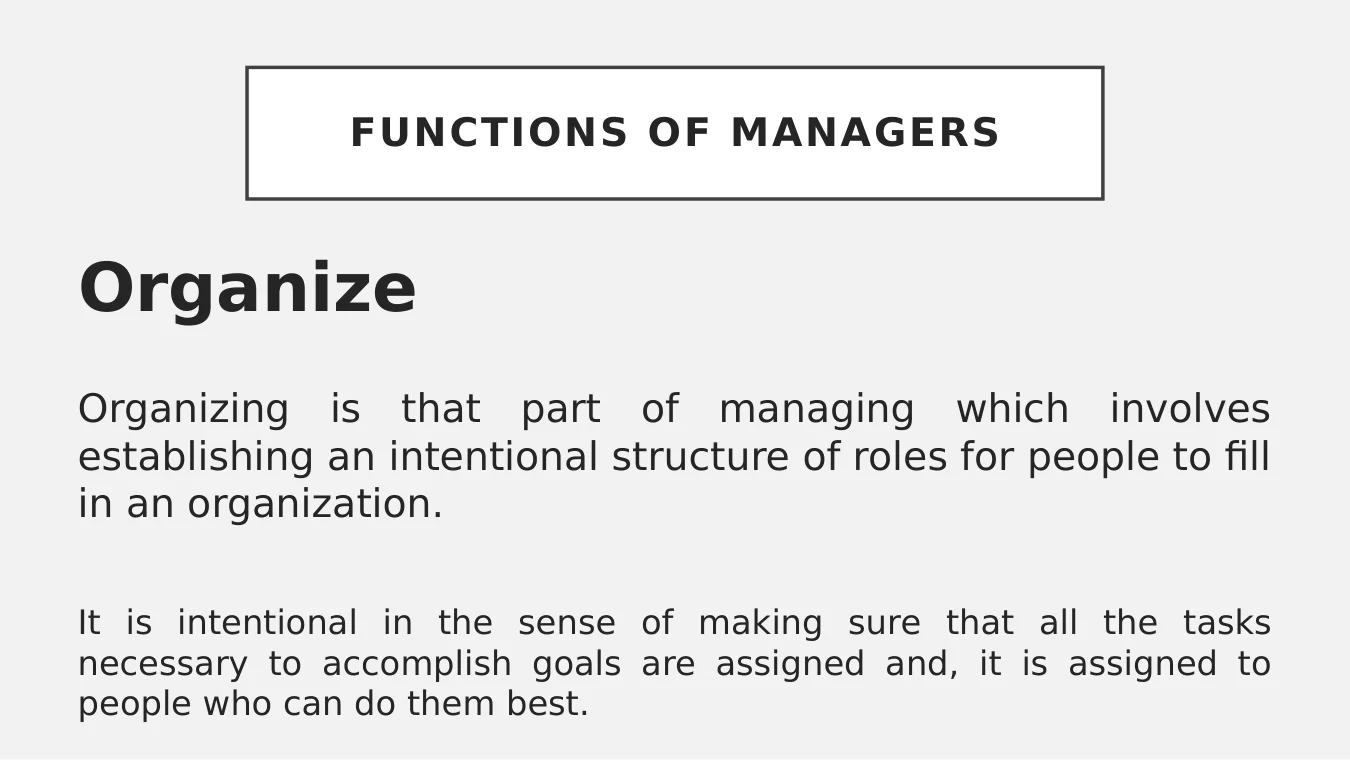 FUNCTIONS OF MANAGERS
Organize
Organizing is that part of managing which involves
establishing an intentional structure of roles for people to fill
in an organization.
It is intentional in the sense of making sure that all the tasks
necessary to accomplish goals are assigned and, it is assigned to
people who can do them best.